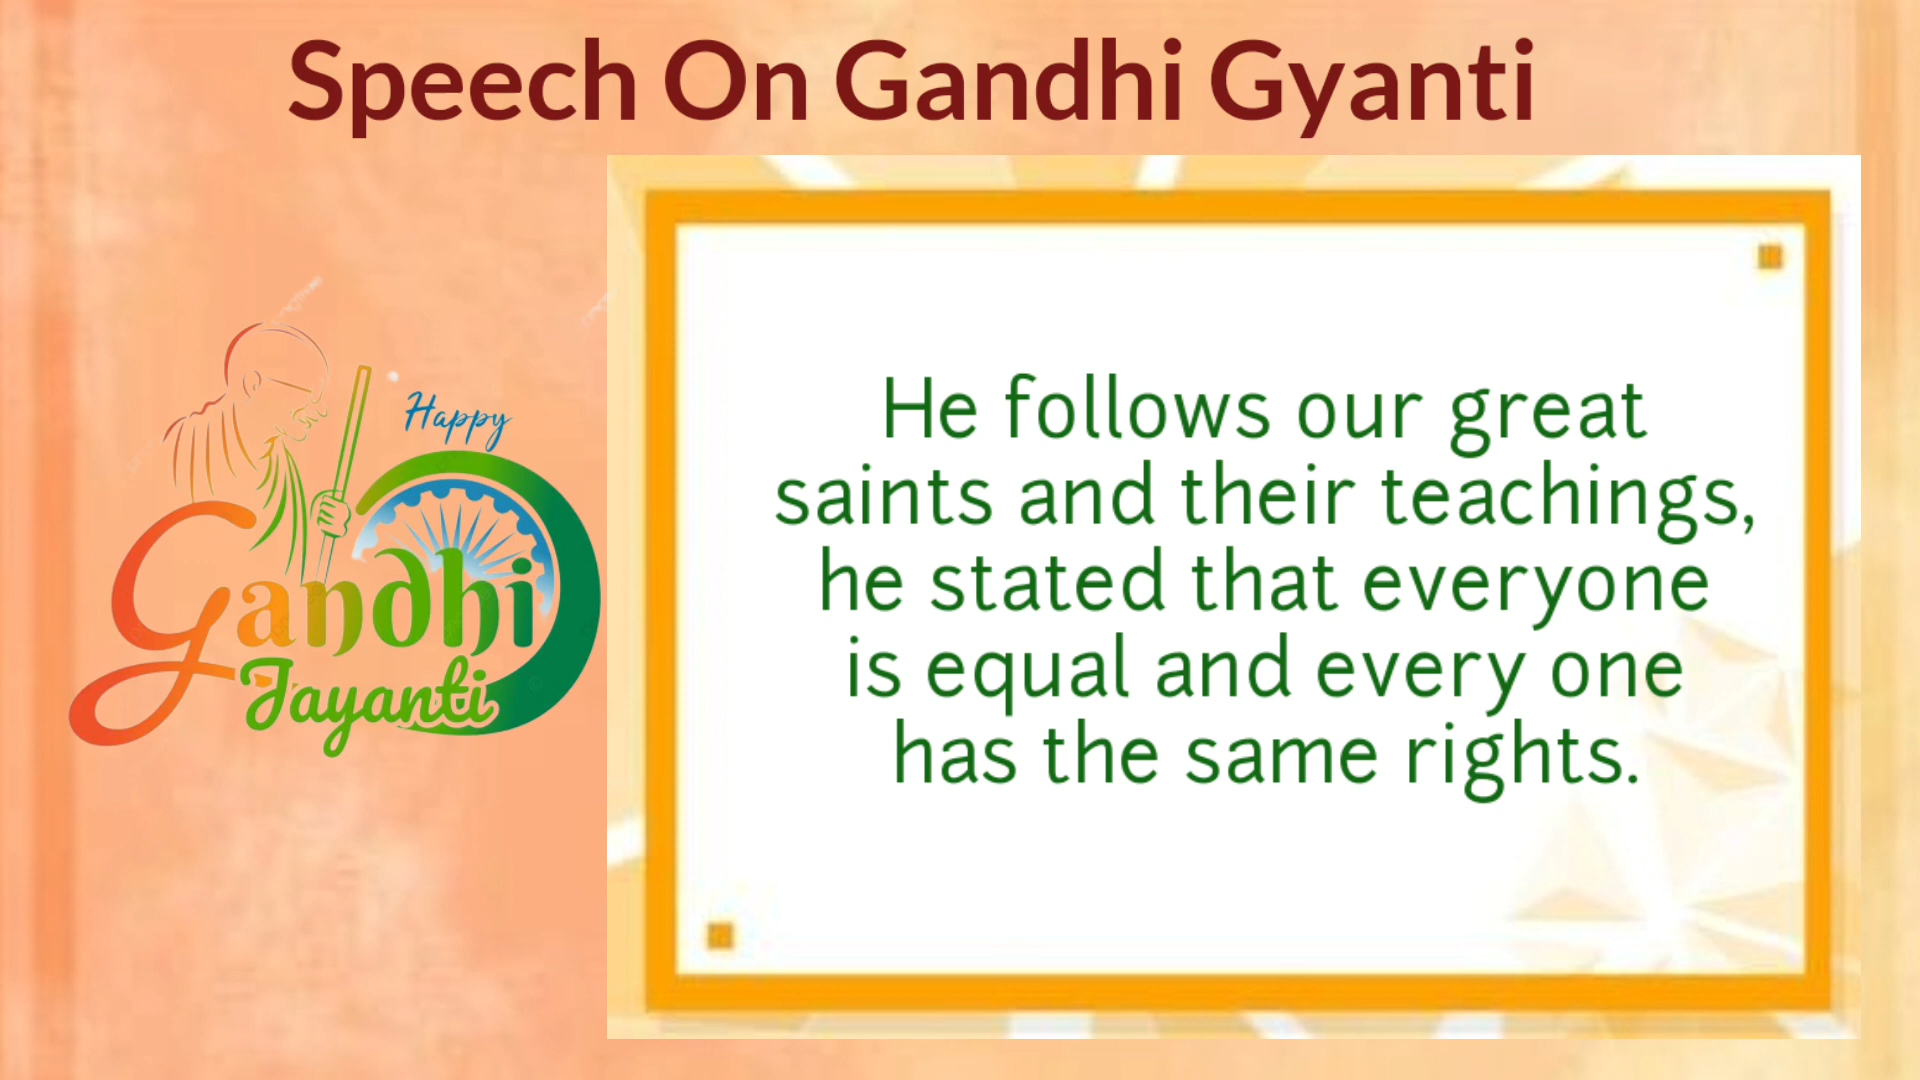 Speech On Gandhi Gyanti
Happy
Gandhi
Jayanti
He follows our great
saints and their teachings,
he stated that everyone
is equal and every one
has the same rights.